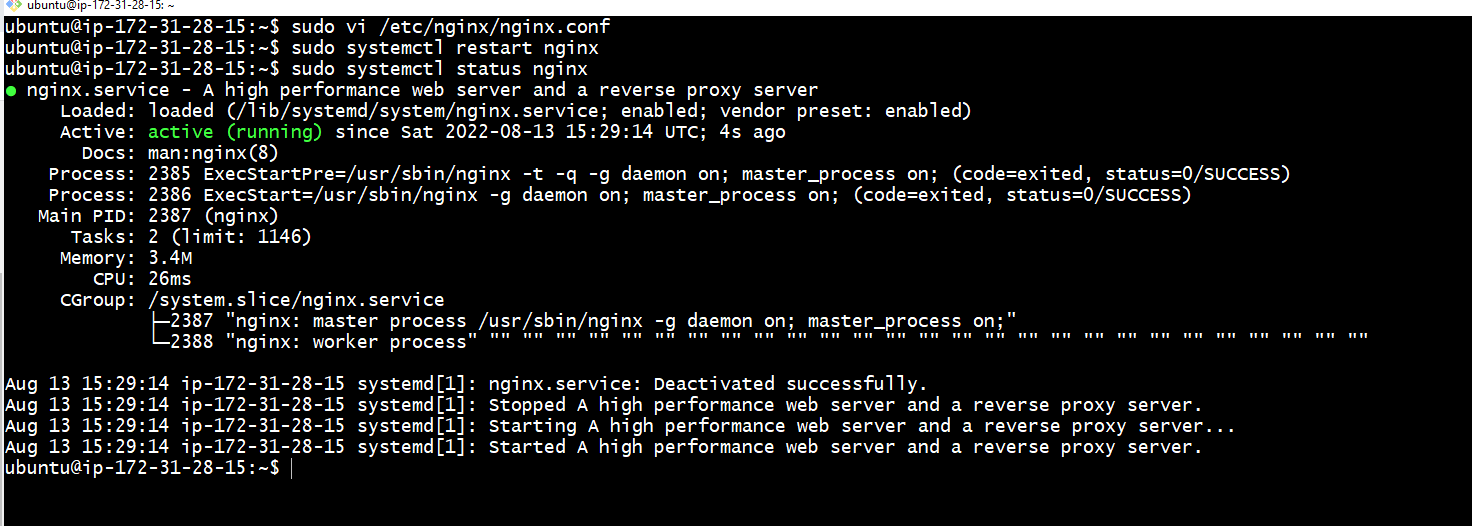 ubuntu@ip-172-31-28-15: ~
ubuntu@ip-172-31-28-15:~$ sudo vi /etc/nginx/nginx.conf
ubuntu@ip-172-31-28-15:~$ sudo systemctl restart nginx
ubuntu@ip-172-31-28-15:~$ sudo systemctl status nginx
● nginx.service - A high performance web server and a reverse proxy server
     Loaded: loaded (/lib/systemd/system/nginx.service; enabled; vendor preset: enabled)
     Active: active (running) since Sat 2022-08-13 15:29:14 UTC; 4s ago
       Docs: man:nginx(8)
    Process: 2385 ExecStartPre=/usr/sbin/nginx -t -q -g daemon on; master_process on; (code=exited, status=0/SUCCESS)
    Process: 2386 ExecStart=/usr/sbin/nginx -g daemon on; master_process on; (code=exited, status=0/SUCCESS)
   Main PID: 2387 (nginx)
      Tasks: 2 (limit: 1146)
     Memory: 3.4M
        CPU: 26ms
     CGroup: /system.slice/nginx.service
             ├─2387 "nginx: master process /usr/sbin/nginx -g daemon on; master_process on;"
             └─2388 "nginx: worker process" "" "" "" "" "" "" "" "" "" "" "" "" "" "" "" "" "" "" "" "" "" "" "" "" "" "" ""

Aug 13 15:29:14 ip-172-31-28-15 systemd[1]: nginx.service: Deactivated successfully.
Aug 13 15:29:14 ip-172-31-28-15 systemd[1]: Stopped A high performance web server and a reverse proxy server.
Aug 13 15:29:14 ip-172-31-28-15 systemd[1]: Starting A high performance web server and a reverse proxy server...
Aug 13 15:29:14 ip-172-31-28-15 systemd[1]: Started A high performance web server and a reverse proxy server.
ubuntu@ip-172-31-28-15:~$